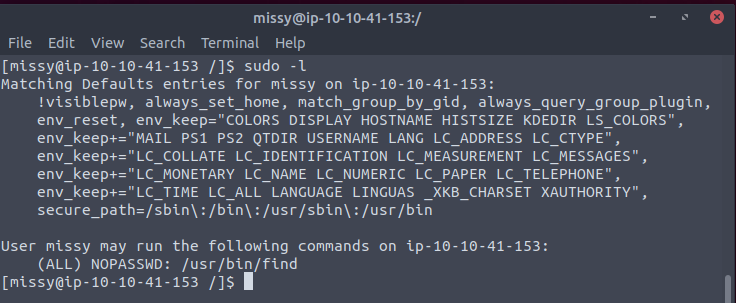 missy@ip-10-10-41-153:/
File Edit View Search Terminal Help
[missy@ip-10-10-41-153 /]$ sudo -l
Matching Defaults entries for missy on ip-10-10-41-153:
    !visiblepw, always_set_home, match_group_by_gid, always_query_group_plugin,
    env_reset, env_keep="COLORS DISPLAY HOSTNAME HISTSIZE KDEDIR LS_COLORS",
    env_keep+="MAIL PS1 PS2 QTDIR USERNAME LANG LC_ADDRESS LC_CTYPE",
    env_keep+="LC_COLLATE LC_IDENTIFICATION LC_MEASUREMENT LC_MESSAGES",
    env_keep+="LC_MONETARY LC_NAME LC_NUMERIC LC_PAPER LC_TELEPHONE",
    env_keep+="LC_TIME LC_ALL LANGUAGE LINGUAS _XKB_CHARSET XAUTHORITY",
    secure_path=/sbin\:/bin\:/usr/sbin\:/usr/bin
User missy may run the following commands on ip-10-10-41-153:
    (ALL) NOPASSWD: /usr/bin/find
[missy@ip-10-10-41-153 /]$